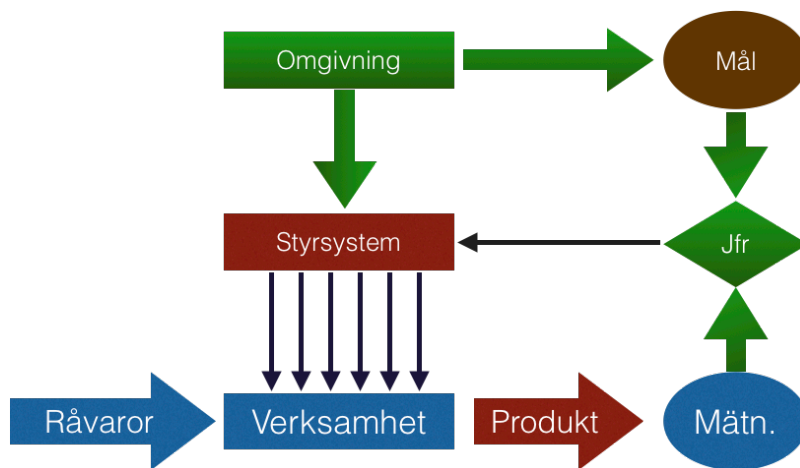 Omgivning
Mål
Styrsystem
Jfr
Råvaror
Verksamhet
Produkt
Mätn.